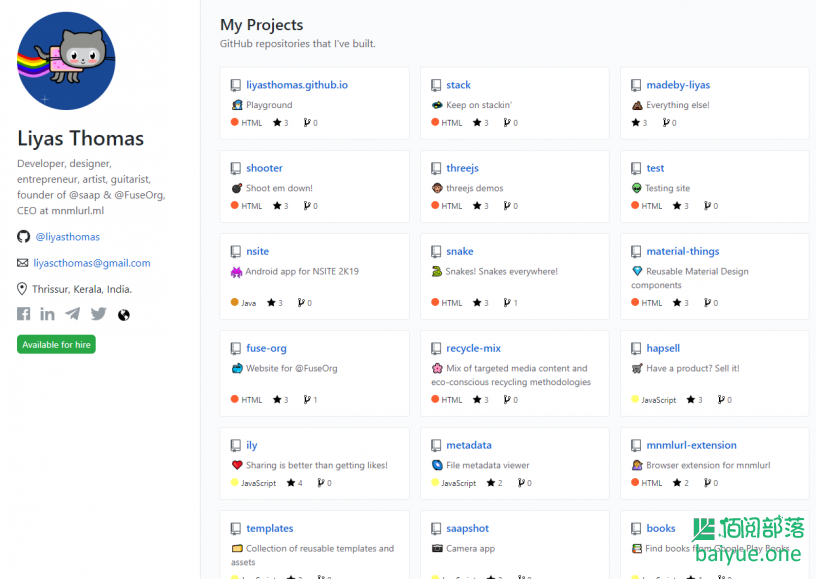 Liyas Thomas
Developer, designer,
entrepreneur, artist, guitarist,
founder of @saap & @FuseOrg,
CEO at mnmlurl.ml
@liyasthomas
liyascthomas@gmail.com
Thrissur, Kerala, India.
Available for hire
My Projects
GitHub repositories that I've built.
liyasthomas.github.io
Playground
HTML 3 0
stack
Keep on stackin'
HTML 3 0
madeby-liyas
Everything else!
3 0
shooter
Shoot em down!
HTML 3 0
threejs
threejs demos
HTML 3 0
test
Testing site
HTML 3 0
nsite
Android app for NSITE 2K19
Java 3 0
snake
Snakes! Snakes everywhere!
HTML 3 1
material-things
Reusable Material Design
components
HTML 3 0
fuse-org
Website for @FuseOrg
HTML 3 1
recycle-mix
Mix of targeted media content and
eco-conscious recycling methodologies
HTML 3 0
hapsell
Have a product? Sell it!
JavaScript 3 0
ily
Sharing is better than getting likes!
JavaScript 4 0
metadata
File metadata viewer
JavaScript 2 0
mnmlurl-extension
Browser extension for mnmlurl
HTML 2 0
templates
Collection of reusable templates and
assets
saapshot
Camera app
books
Find books from Google Play Books
佰阅部落
baiyue.one